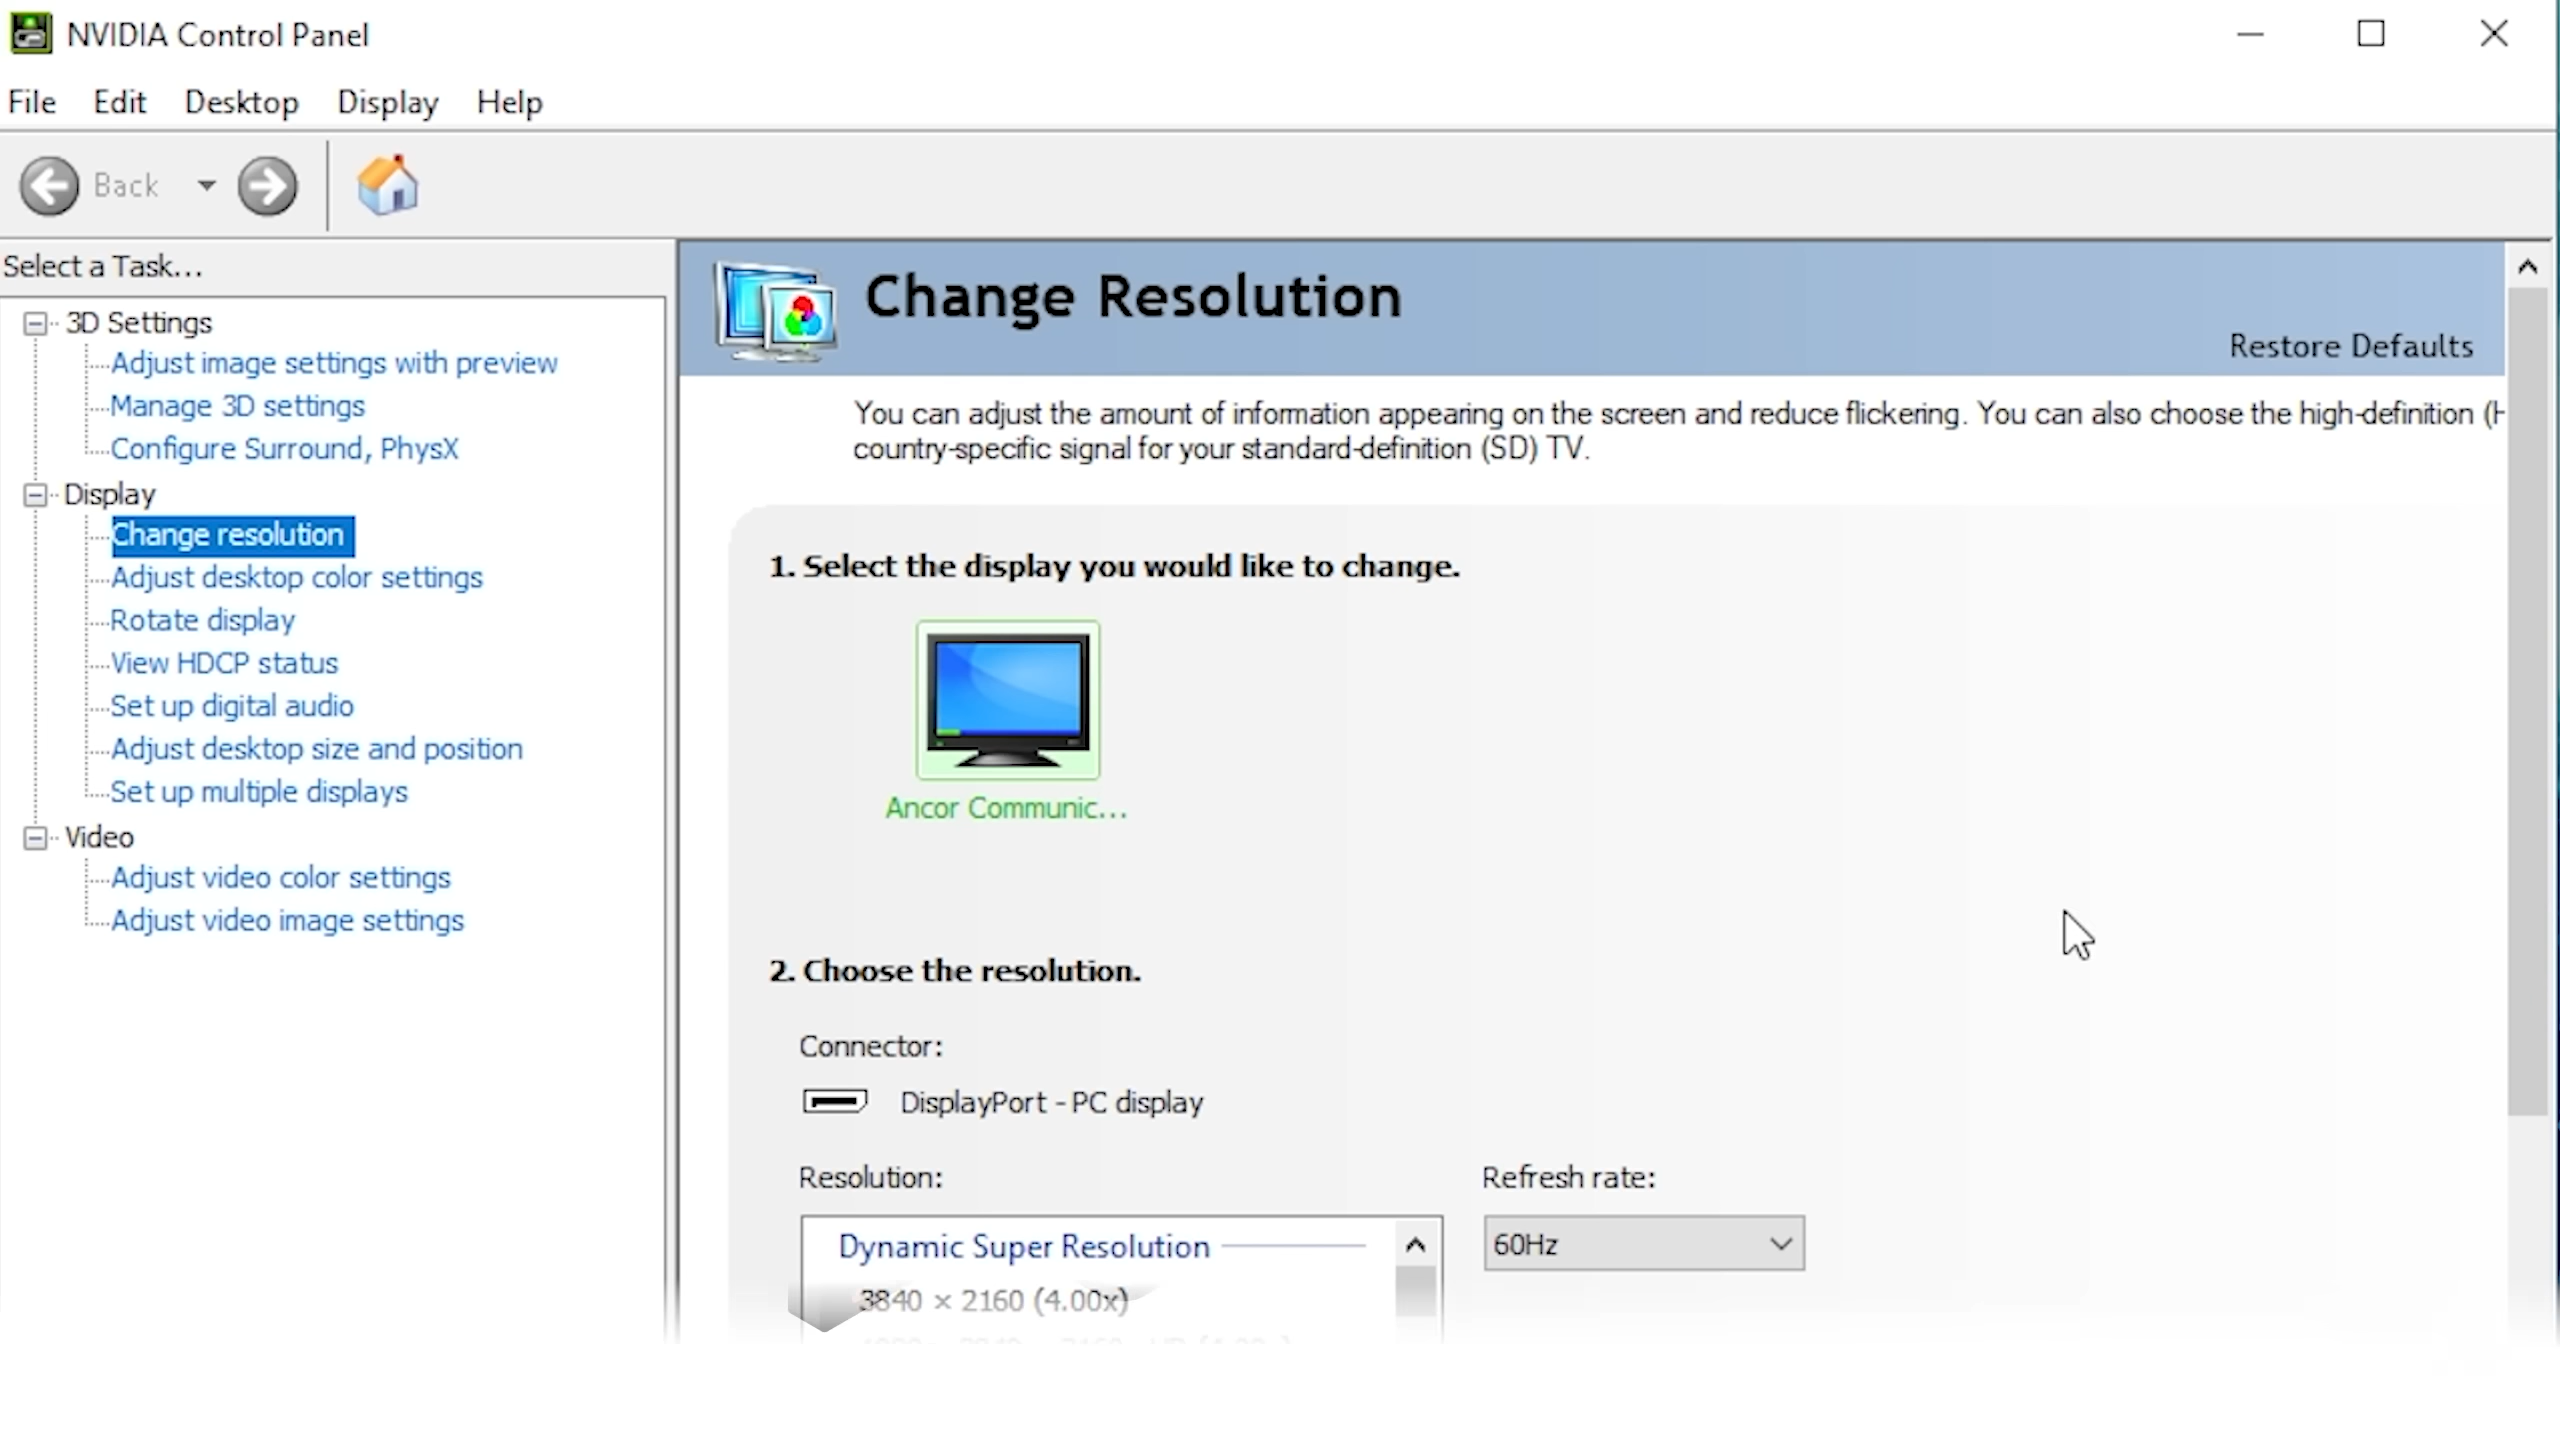 NVIDIA Control Panel
File Edit Desktop Display Help
Back
Select a Task...
3D Settings
Adjust image settings with preview
Manage 3D settings
Configure Surround, PhysX
Display
Change resolution
Adjust desktop color settings
Rotate display
View HDCP status
Set up digital audio
Adjust desktop size and position
Set up multiple displays
Video
Adjust video color settings
Adjust video image settings
Change Resolution
Restore Defaults
You can adjust the amount of information appearing on the screen and reduce flickering. You can also choose the high-definition (H
country-specific signal for your standard-definition (SD) TV.
1. Select the display you would like to change.
Ancor Communic...
2. Choose the resolution.
Connector:
DisplayPort - PC display
Resolution:
Refresh rate:
Dynamic Super Resolution
60Hz
3840 × 2160 (4.00x)